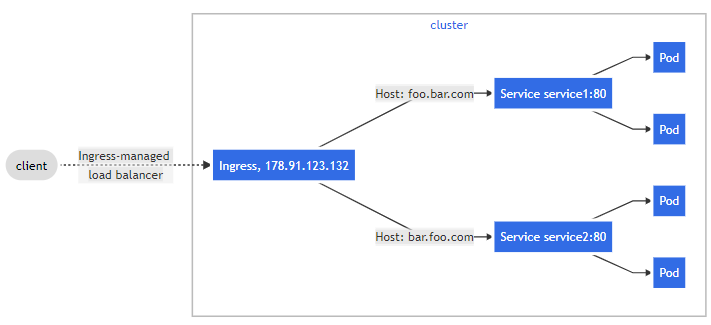 cluster
Pod
Host: foo.bar.com
Service service1:80
Pod
client
Ingress-managed
load balancer
Ingress, 178.91.123.132
Pod
Host: bar.foo.com
Service service2:80
Pod